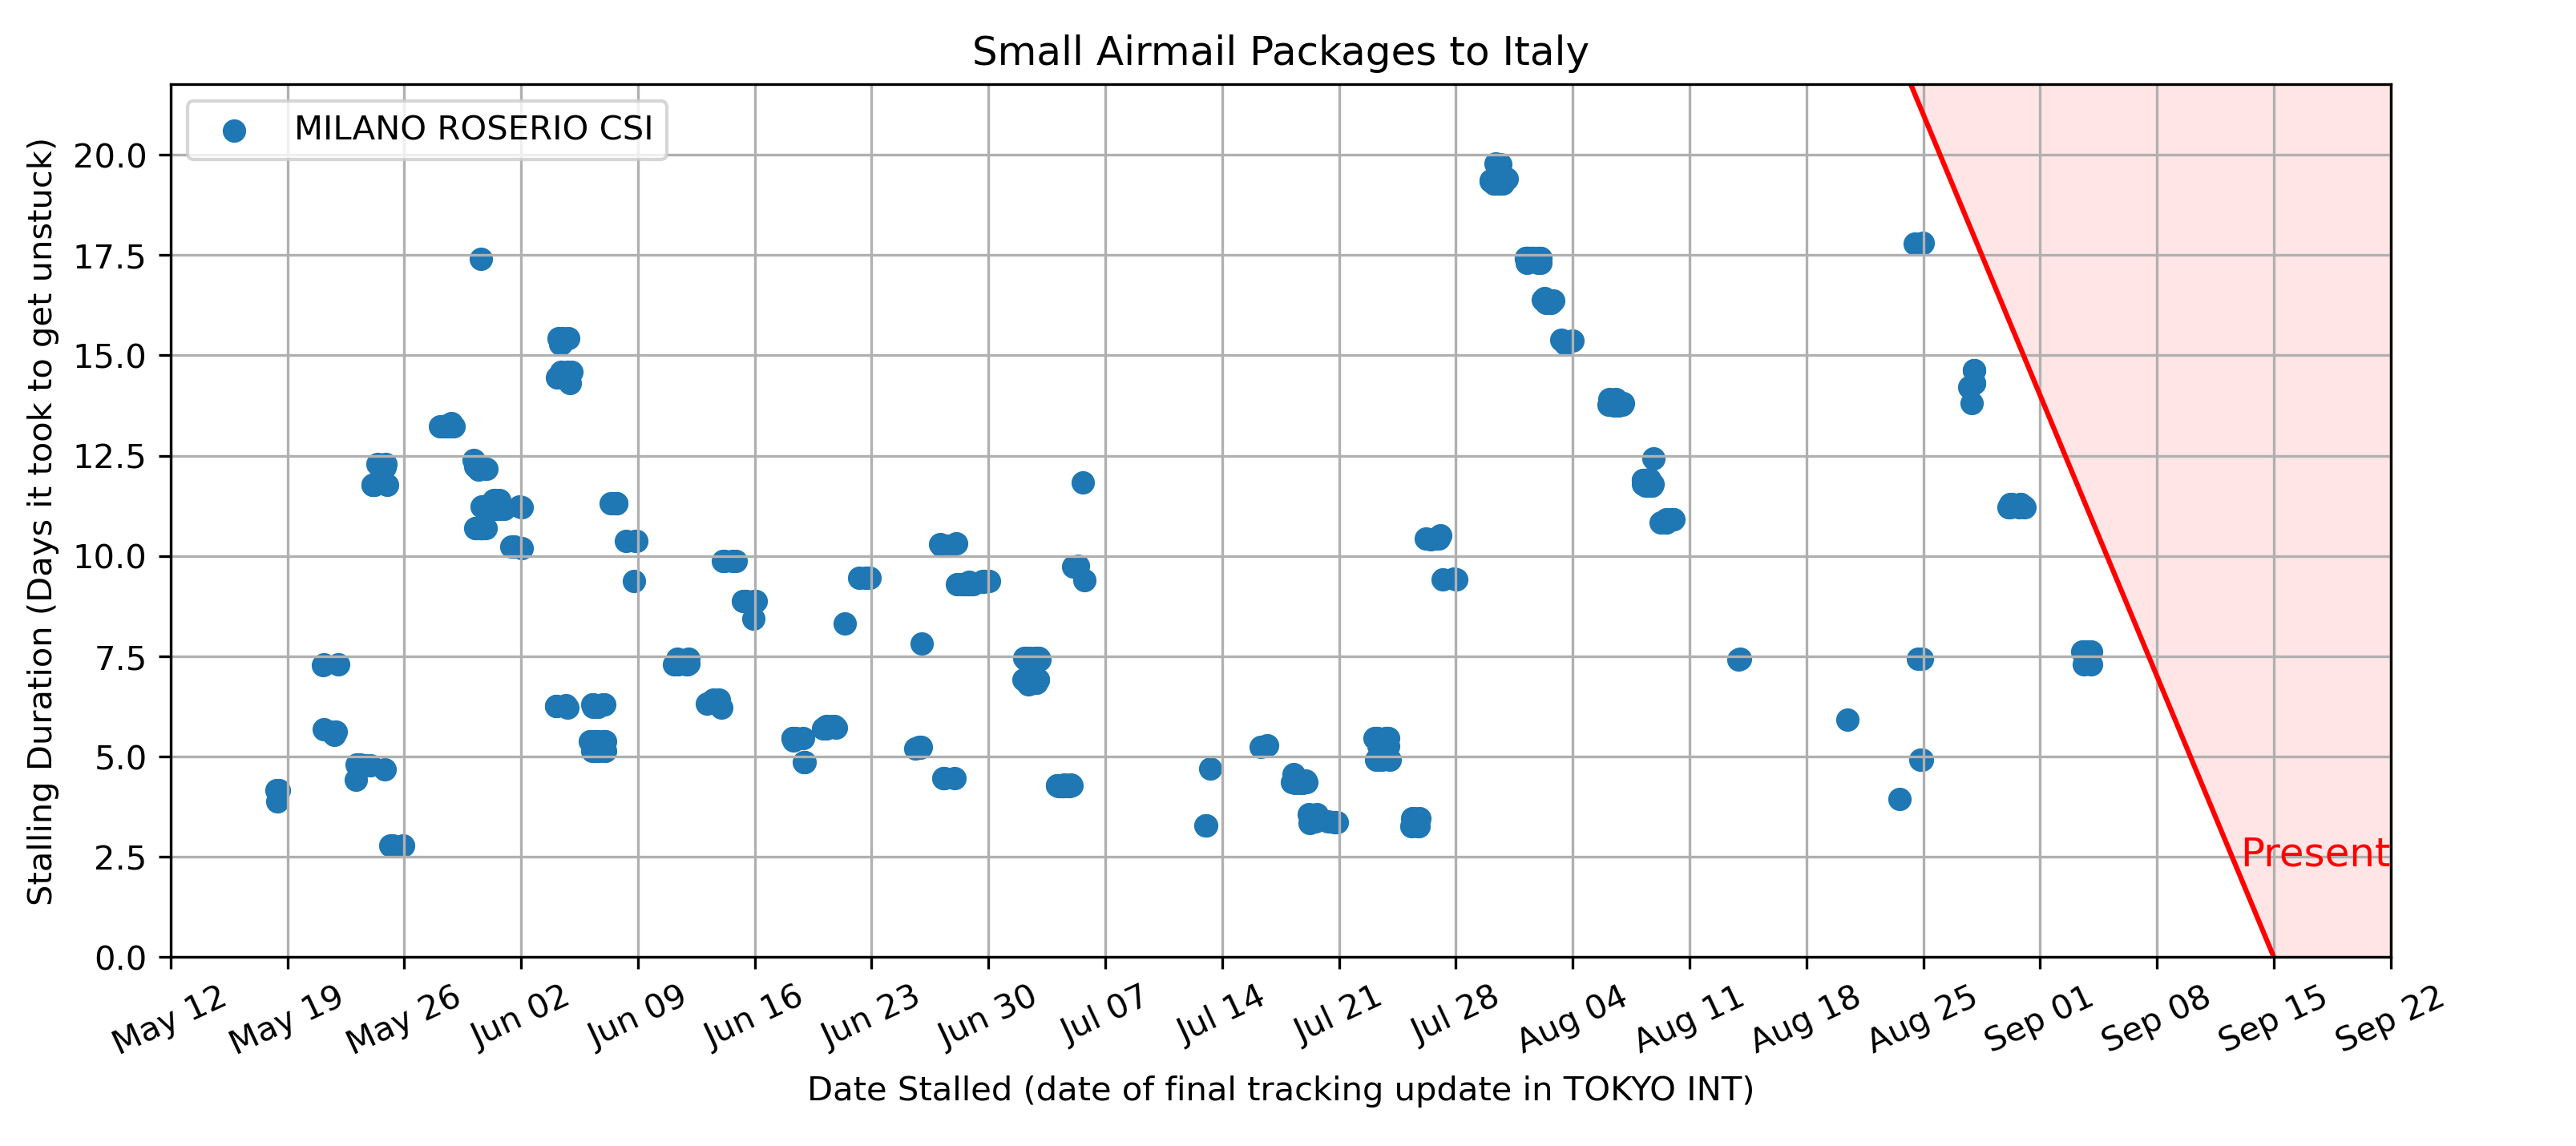 Small Airmail Packages to Italy
MILANO ROSERIO CSI
Stalling Duration (Days it took to get unstuck)
20.0
17.5
15.0
12.5
10.0
7.5
5.0
2.5
0.0
Present
May 12
May 19
May 26
Jun 02
Jun 09
Jun 16
Jun 23
Jun 30
Jul 07
Jul 14
Jul 21
Jul 28
Aug 04
Aug 11
Aug 18
Aug 25
Sep 01
Sep 08
Sep 15
Sep 22
Date Stalled (date of final tracking update in TOKYO INT)